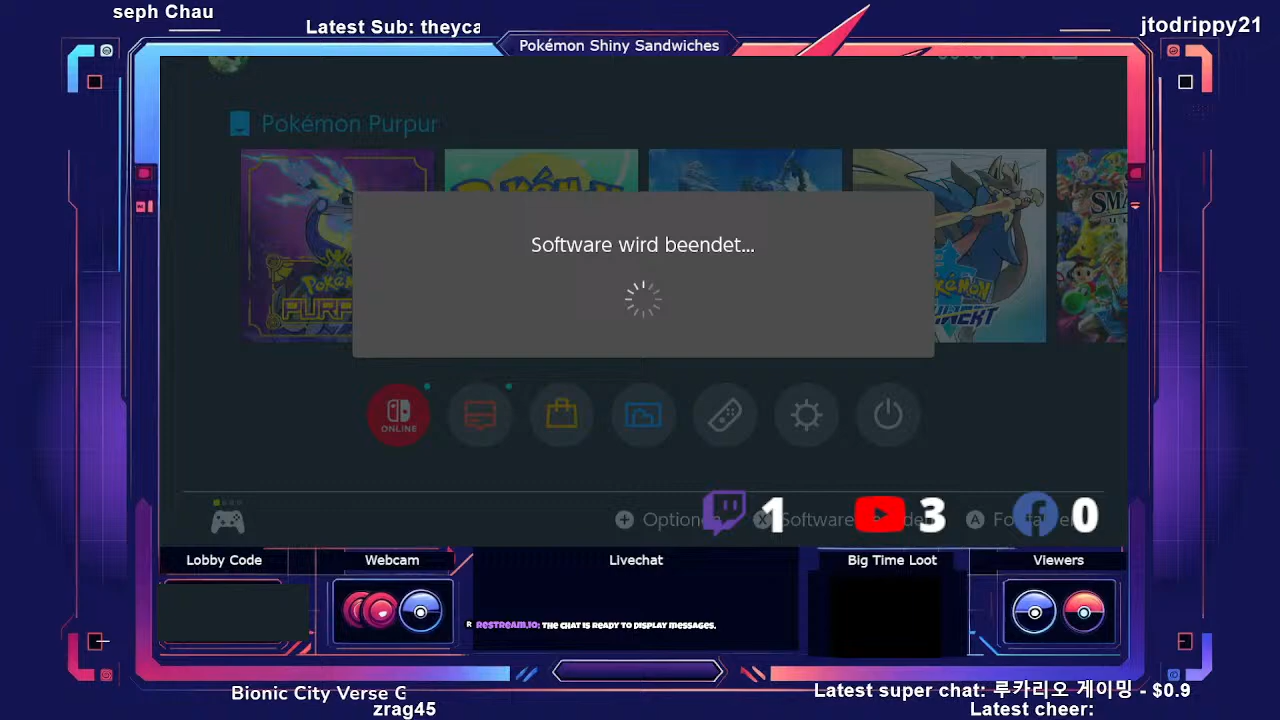 seph Chau
Latest Sub: theyca
jtodrippy21
Pokémon Shiny Sandwiches
Pokémon Purpur
Software wird beendet...
ONLINE
Optionen
Software
1
3
0
Lobby Code
Webcam
Livechat
Big Time Loot
Viewers
Restream.io: The chat is ready to display messages.
Bionic City Verse G
zrag45
Latest super chat: 루카리오 게이밍 - $0.9
Latest cheer: